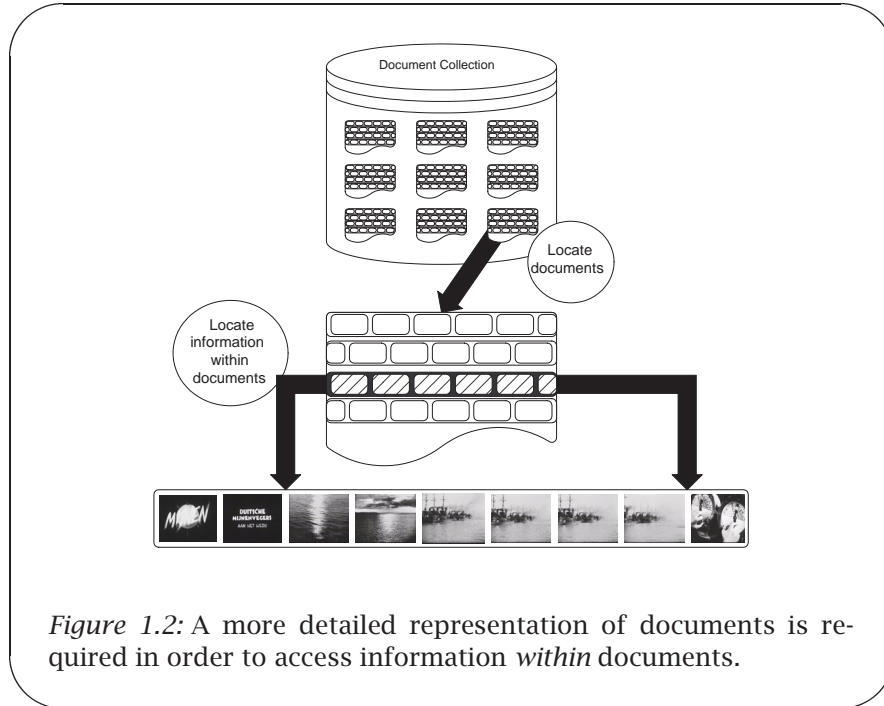 Document Collection
Locate
documents
Locate
information
within
documents
MIJNEN
DUITSCHE
MIJNENVEGERS
AAN HET WERK
Figure 1.2: A more detailed representation of documents is re-
quired in order to access information within documents.